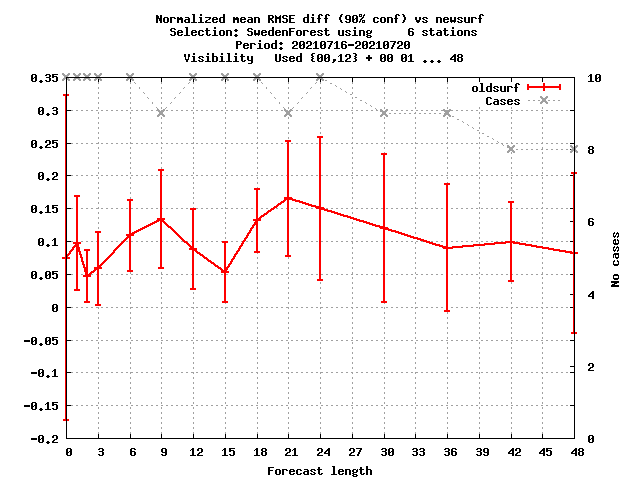 Normalized mean RMSE diff (90% conf) vs newsurf
Selection: SwedenForest using     6 stations
Period: 20210716-20210720
Visibility   Used {00,12} + 00 01 ... 48
oldsurf
Cases
0.35
0.3
0.25
0.2
0.15
0.1
0.05
0
-0.05
-0.1
-0.15
-0.2
10
8
6
4
2
0
No cases
0 3 6 9 12 15 18 21 24 27 30 33 36 39 42 45 48
Forecast length